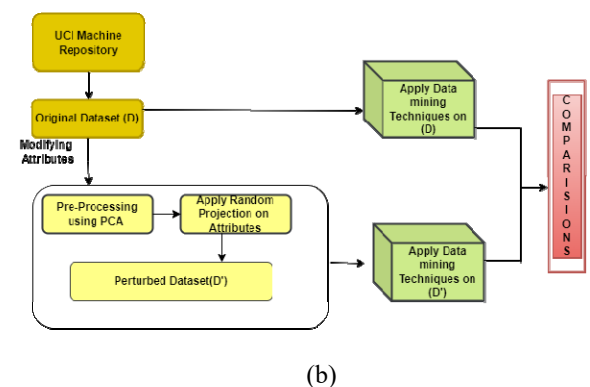 UCI Machine
Repository
Original Dataset (D)
Modifying
Attributes
Apply Data
mining
Techniques on
(D)
Pre-Processing
using PCA
Apply Random
Projection on
Attributes
Perturbed Dataset(D')
Apply Data
mining
Techniques on
(D')
COMPARISIONS
(b)